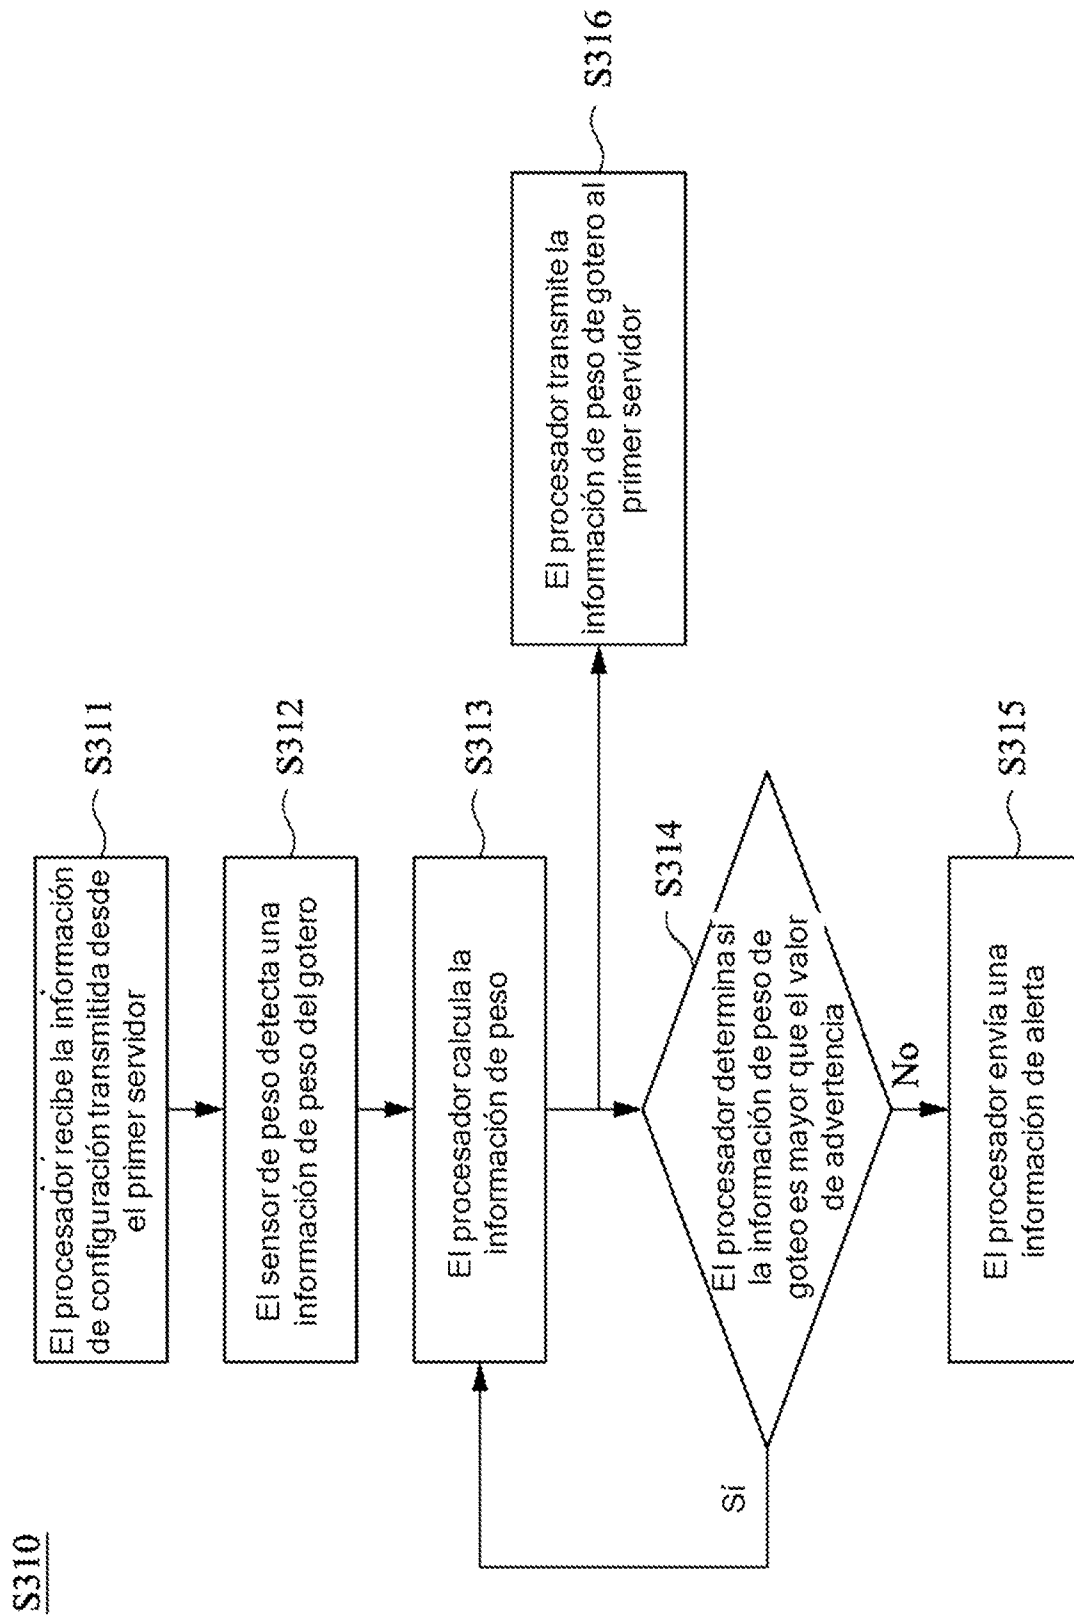 S310
El procesador recibe la información
de configuración transmitida desde
el primer servidor
S311
El sensor de peso detecta una
información de peso del gotero
S312
El procesador calcula la
información de peso
S313
El procesador determina si
la información de peso de
goteo es mayor que el valor
de advertencia
S314
Sí
No
El procesador envía una
información de alerta
S315
El procesador transmite la
información de peso de gotero al
primer servidor
S316